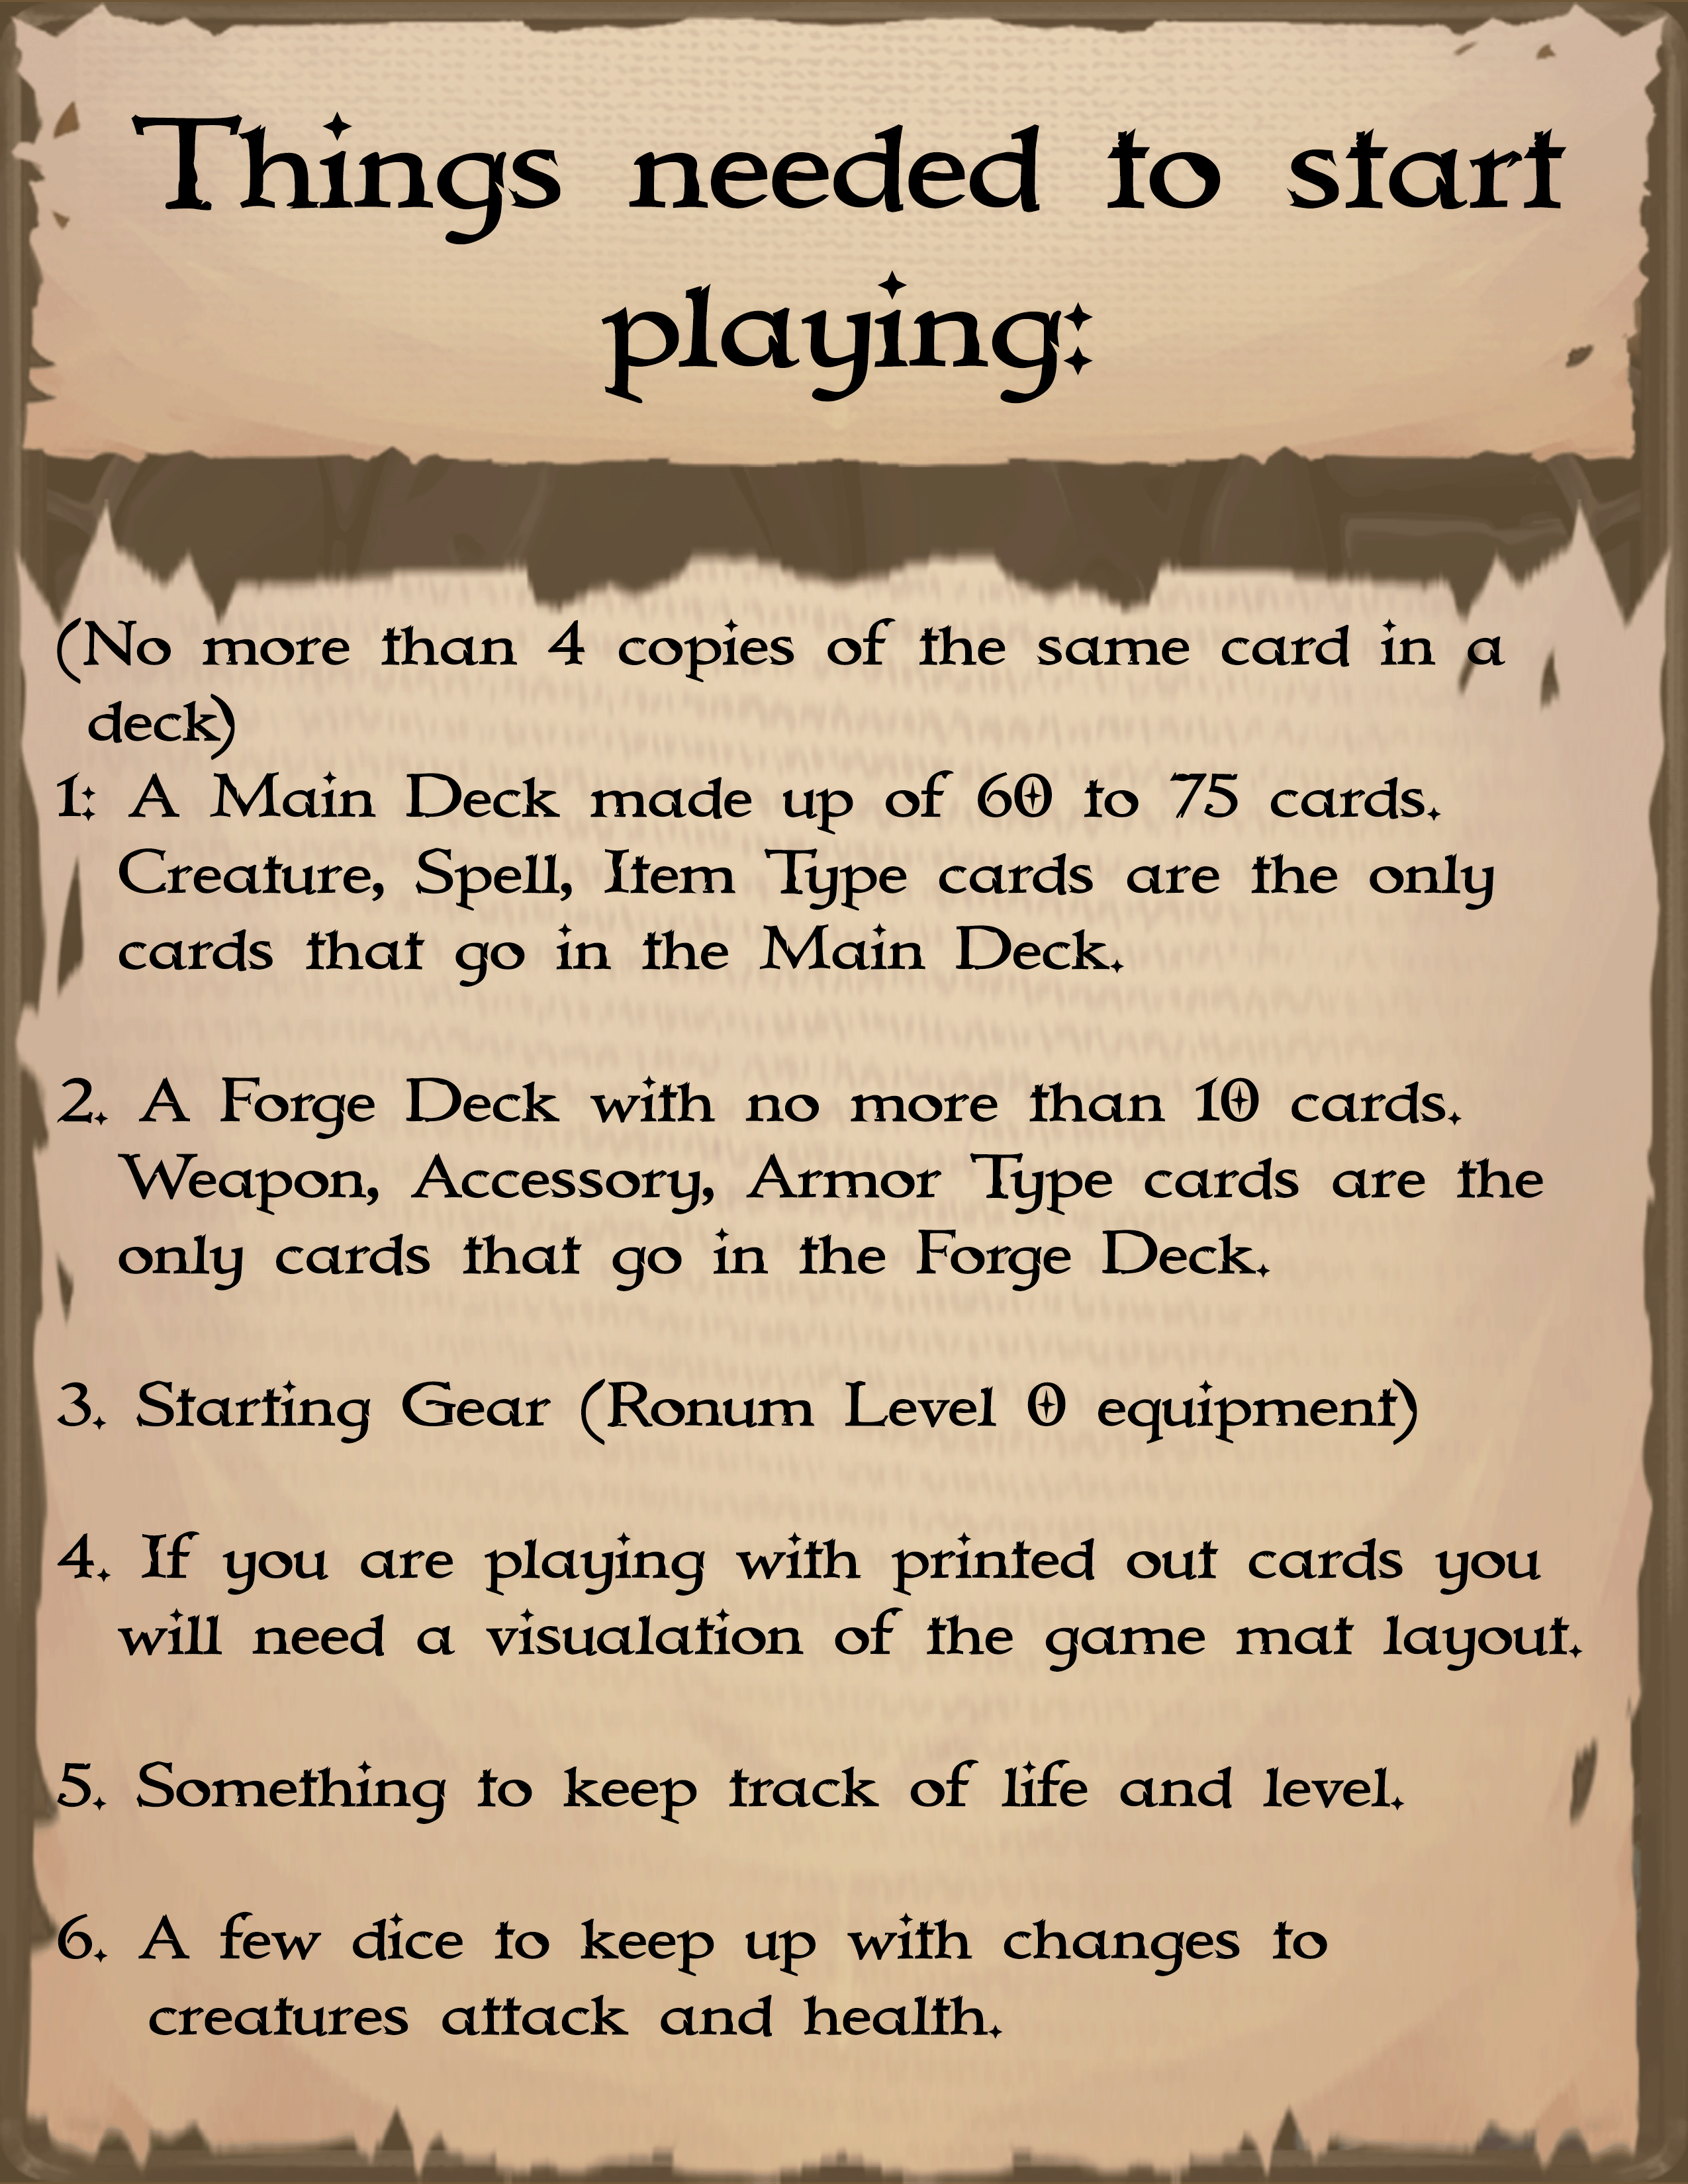 Things needed to start
playing:
(No more than 4 copies of the same card in a
deck)
1: A Main Deck made up of 60 to 75 cards.
Creature, Spell, Item Type cards are the only
cards that go in the Main Deck.
2. A Forge Deck with no more than 10 cards.
Weapon, Accessory, Armor Type cards are the
only cards that go in the Forge Deck.
3. Starting Gear (Ronum Level 0 equipment)
4. If you are playing with printed out cards you
will need a visualation of the game mat layout.
5. Something to keep track of life and level.
6. A few dice to keep up with changes to
creatures attack and health.